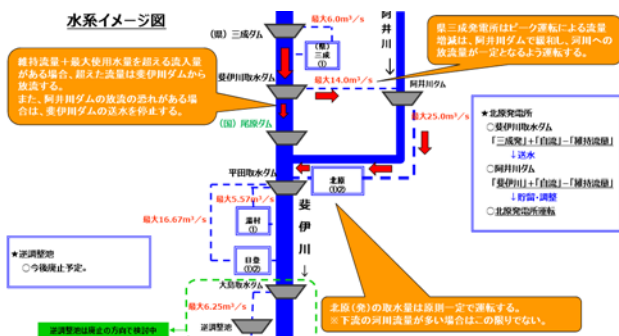 水系イメージ図
最大6.0m³/s
阿井川
(県)三成ダム
(県)
三成
①
維持流量＋最大使用水量を超える流入量
がある場合、超えた流量は斐伊川ダムから
放流する。
また、阿井川ダムの放流の恐れがある場合
は、斐伊川ダムの送水を停止する。
県三成発電所はピーク運転による流量
増減は、阿井川ダムで緩和し、河川への
放流量が一定となるよう運転する。
斐伊川取水ダム
最大14.0m³/s
阿井川ダム
(国)尾原ダム
最大25.0m³/s
★北原発電所
○斐伊川取水ダム
「三成発」+「自流」−「維持流量」
↓送水
○阿井川ダム
「斐伊川」+「自流」−「維持流量」
↓貯留・調整
○北原発電所運転
平田取水ダム
北原
①②
最大5.57m³/s
湯村
①
最大16.67m³/s
斐伊川
日登
①②
★逆調整池
○今後廃止予定。
大島取水ダム
最大6.25m³/s
北原(発)の取水量は原則一定で運転する。
※下流の河川流量が多い場合はこの限りでない。
逆調整池は廃止の方向で検討中
逆調整池